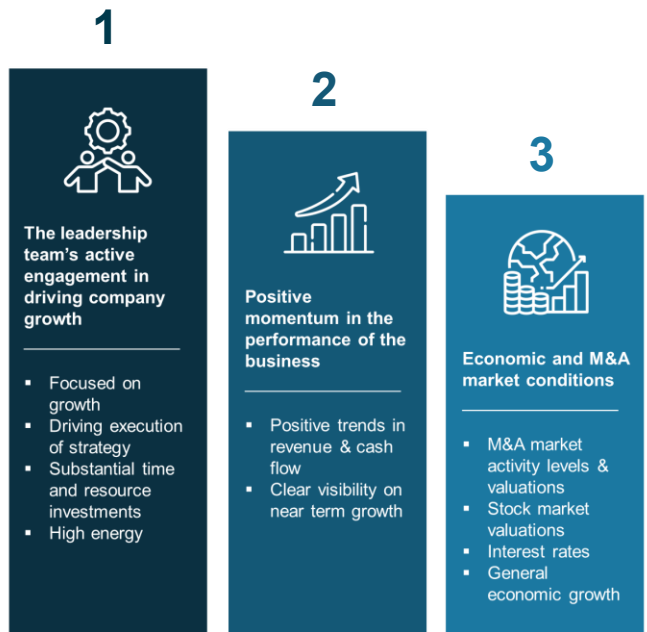 1
The leadership
team's active
engagement in
driving company
growth
▪ Focused on
growth
▪ Driving execution
of strategy
▪ Substantial time
and resource
investments
▪ High energy
2
Positive
momentum in the
performance of the
business
▪ Positive trends in
revenue & cash
flow
▪ Clear visibility on
near term growth
3
Economic and M&A
market conditions
▪ M&A market
activity levels &
valuations
▪ Stock market
valuations
▪ Interest rates
▪ General
economic growth